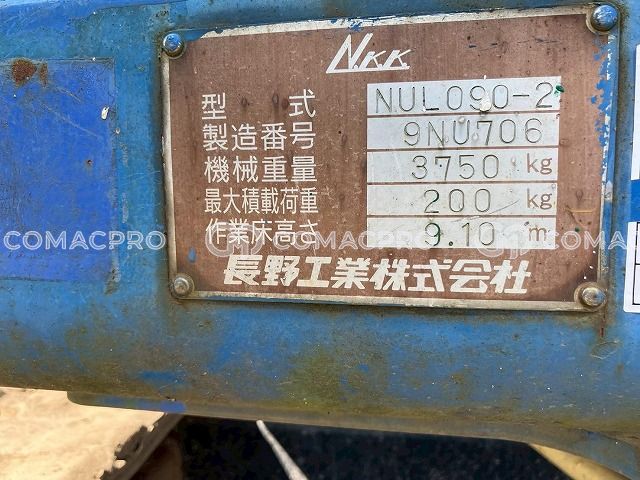 NKK
型式 NUL090-2
製造番号 9NU706
機械重量 3750 kg
最大積載荷重 200 kg
作業床高さ 9.10 m
COMACPRO COMACPRO COMAC
長野工業株式会社